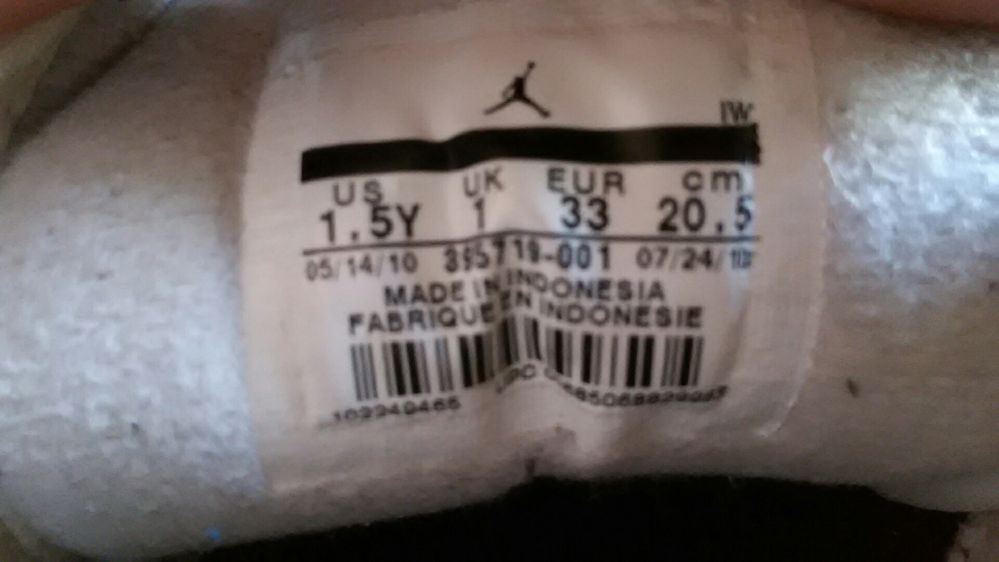 IW
US UK EUR cm
1.5Y 1 33 20.5
05/14/10 395719-001 07/24/10
MADE IN INDONESIA
FABRIQUE EN INDONESIE